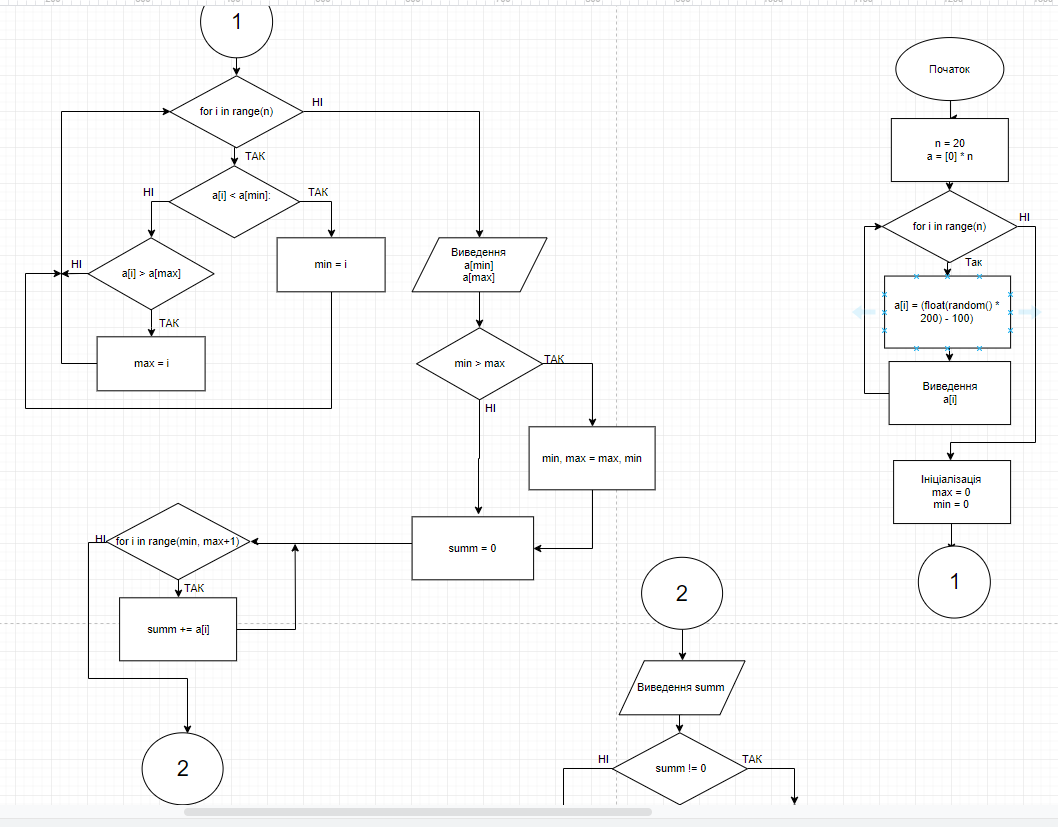 1
for i in range(n)
НІ
ТАК
a[i] < a[min]:
НІ
ТАК
a[i] > a[max]
НІ
ТАК
min = i
max = i
Виведення
a[min]
a[max]
min > max
ТАК
НІ
min, max = max, min
summ = 0
for i in range(min, max+1)
НІ
ТАК
summ += a[i]
2
2
Виведення summ
summ != 0
НІ
ТАК
Початок
n = 20
a = [0] * n
for i in range(n)
НІ
Так
a[i] = (float(random() *
200) - 100)
Виведення
a[i]
Ініціалізація
max = 0
min = 0
1